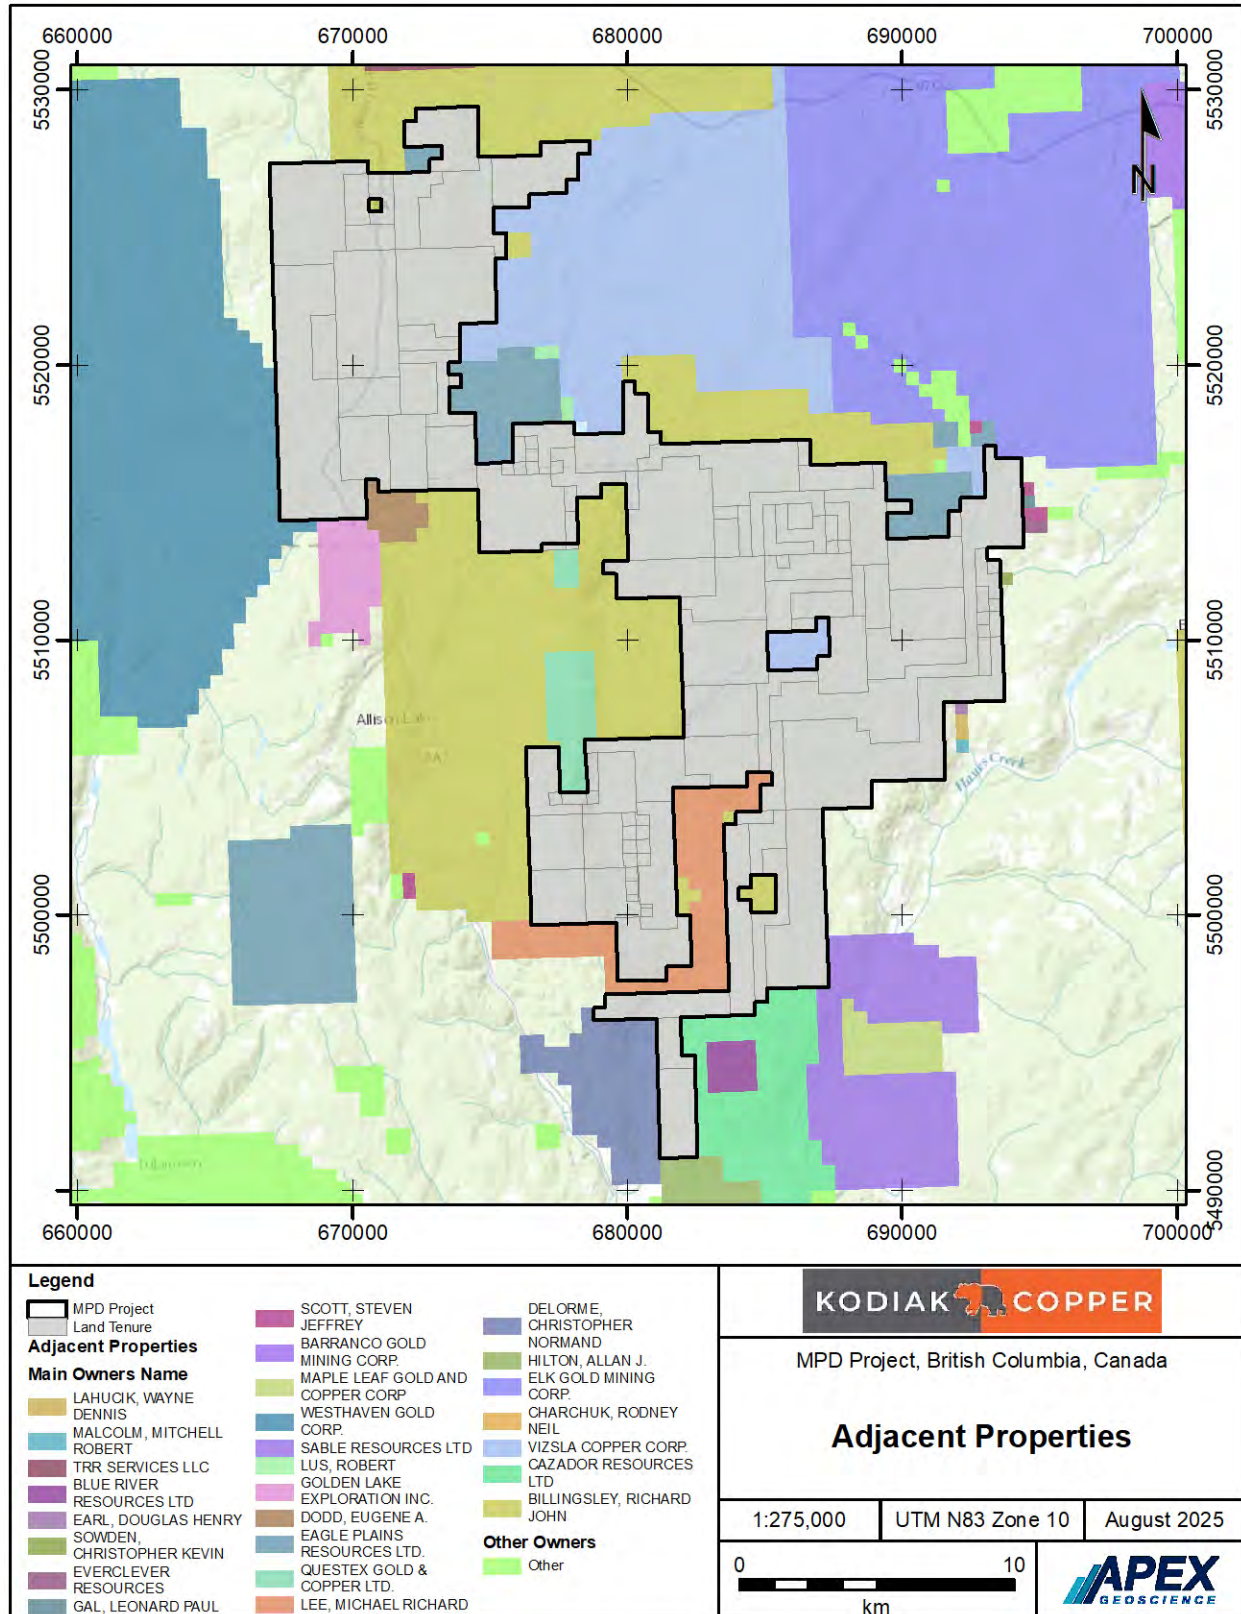 660000 670000 680000 690000 700000
5530000 5530000
N
5520000 5520000
5510000 5510000
Allison Lake
Hayes Creek
5500000 5500000
5490000
660000 670000 680000 690000 700000
Legend
MPD Project
Land Tenure
Adjacent Properties
Main Owners Name
LAHUCIK, WAYNE
DENNIS
MALCOLM, MITCHELL
ROBERT
TRR SERVICES LLC
BLUE RIVER
RESOURCES LTD
EARL, DOUGLAS HENRY
SOWDEN,
CHRISTOPHER KEVIN
EVERCLEVER
RESOURCES
GAL, LEONARD PAUL
SCOTT, STEVEN
JEFFREY
BARRANCO GOLD
MINING CORP.
MAPLE LEAF GOLD AND
COPPER CORP
WESTHAVEN GOLD
CORP.
SABLE RESOURCES LTD
LUS, ROBERT
GOLDEN LAKE
EXPLORATION INC.
DODD, EUGENE A.
EAGLE PLAINS
RESOURCES LTD.
QUESTEX GOLD &
COPPER LTD.
LEE, MICHAEL RICHARD
DELORME,
CHRISTOPHER
NORMAND
HILTON, ALLAN J.
ELK GOLD MINING
CORP.
CHARCHUK, RODNEY
NEIL
VIZSLA COPPER CORP.
CAZADOR RESOURCES
LTD
BILLINGSLEY, RICHARD
JOHN
Other Owners
Other
KODIAK COPPER
MPD Project, British Columbia, Canada
Adjacent Properties
1:275,000 UTM N83 Zone 10 August 2025
0 10
km
APEX
GEOSCIENCE